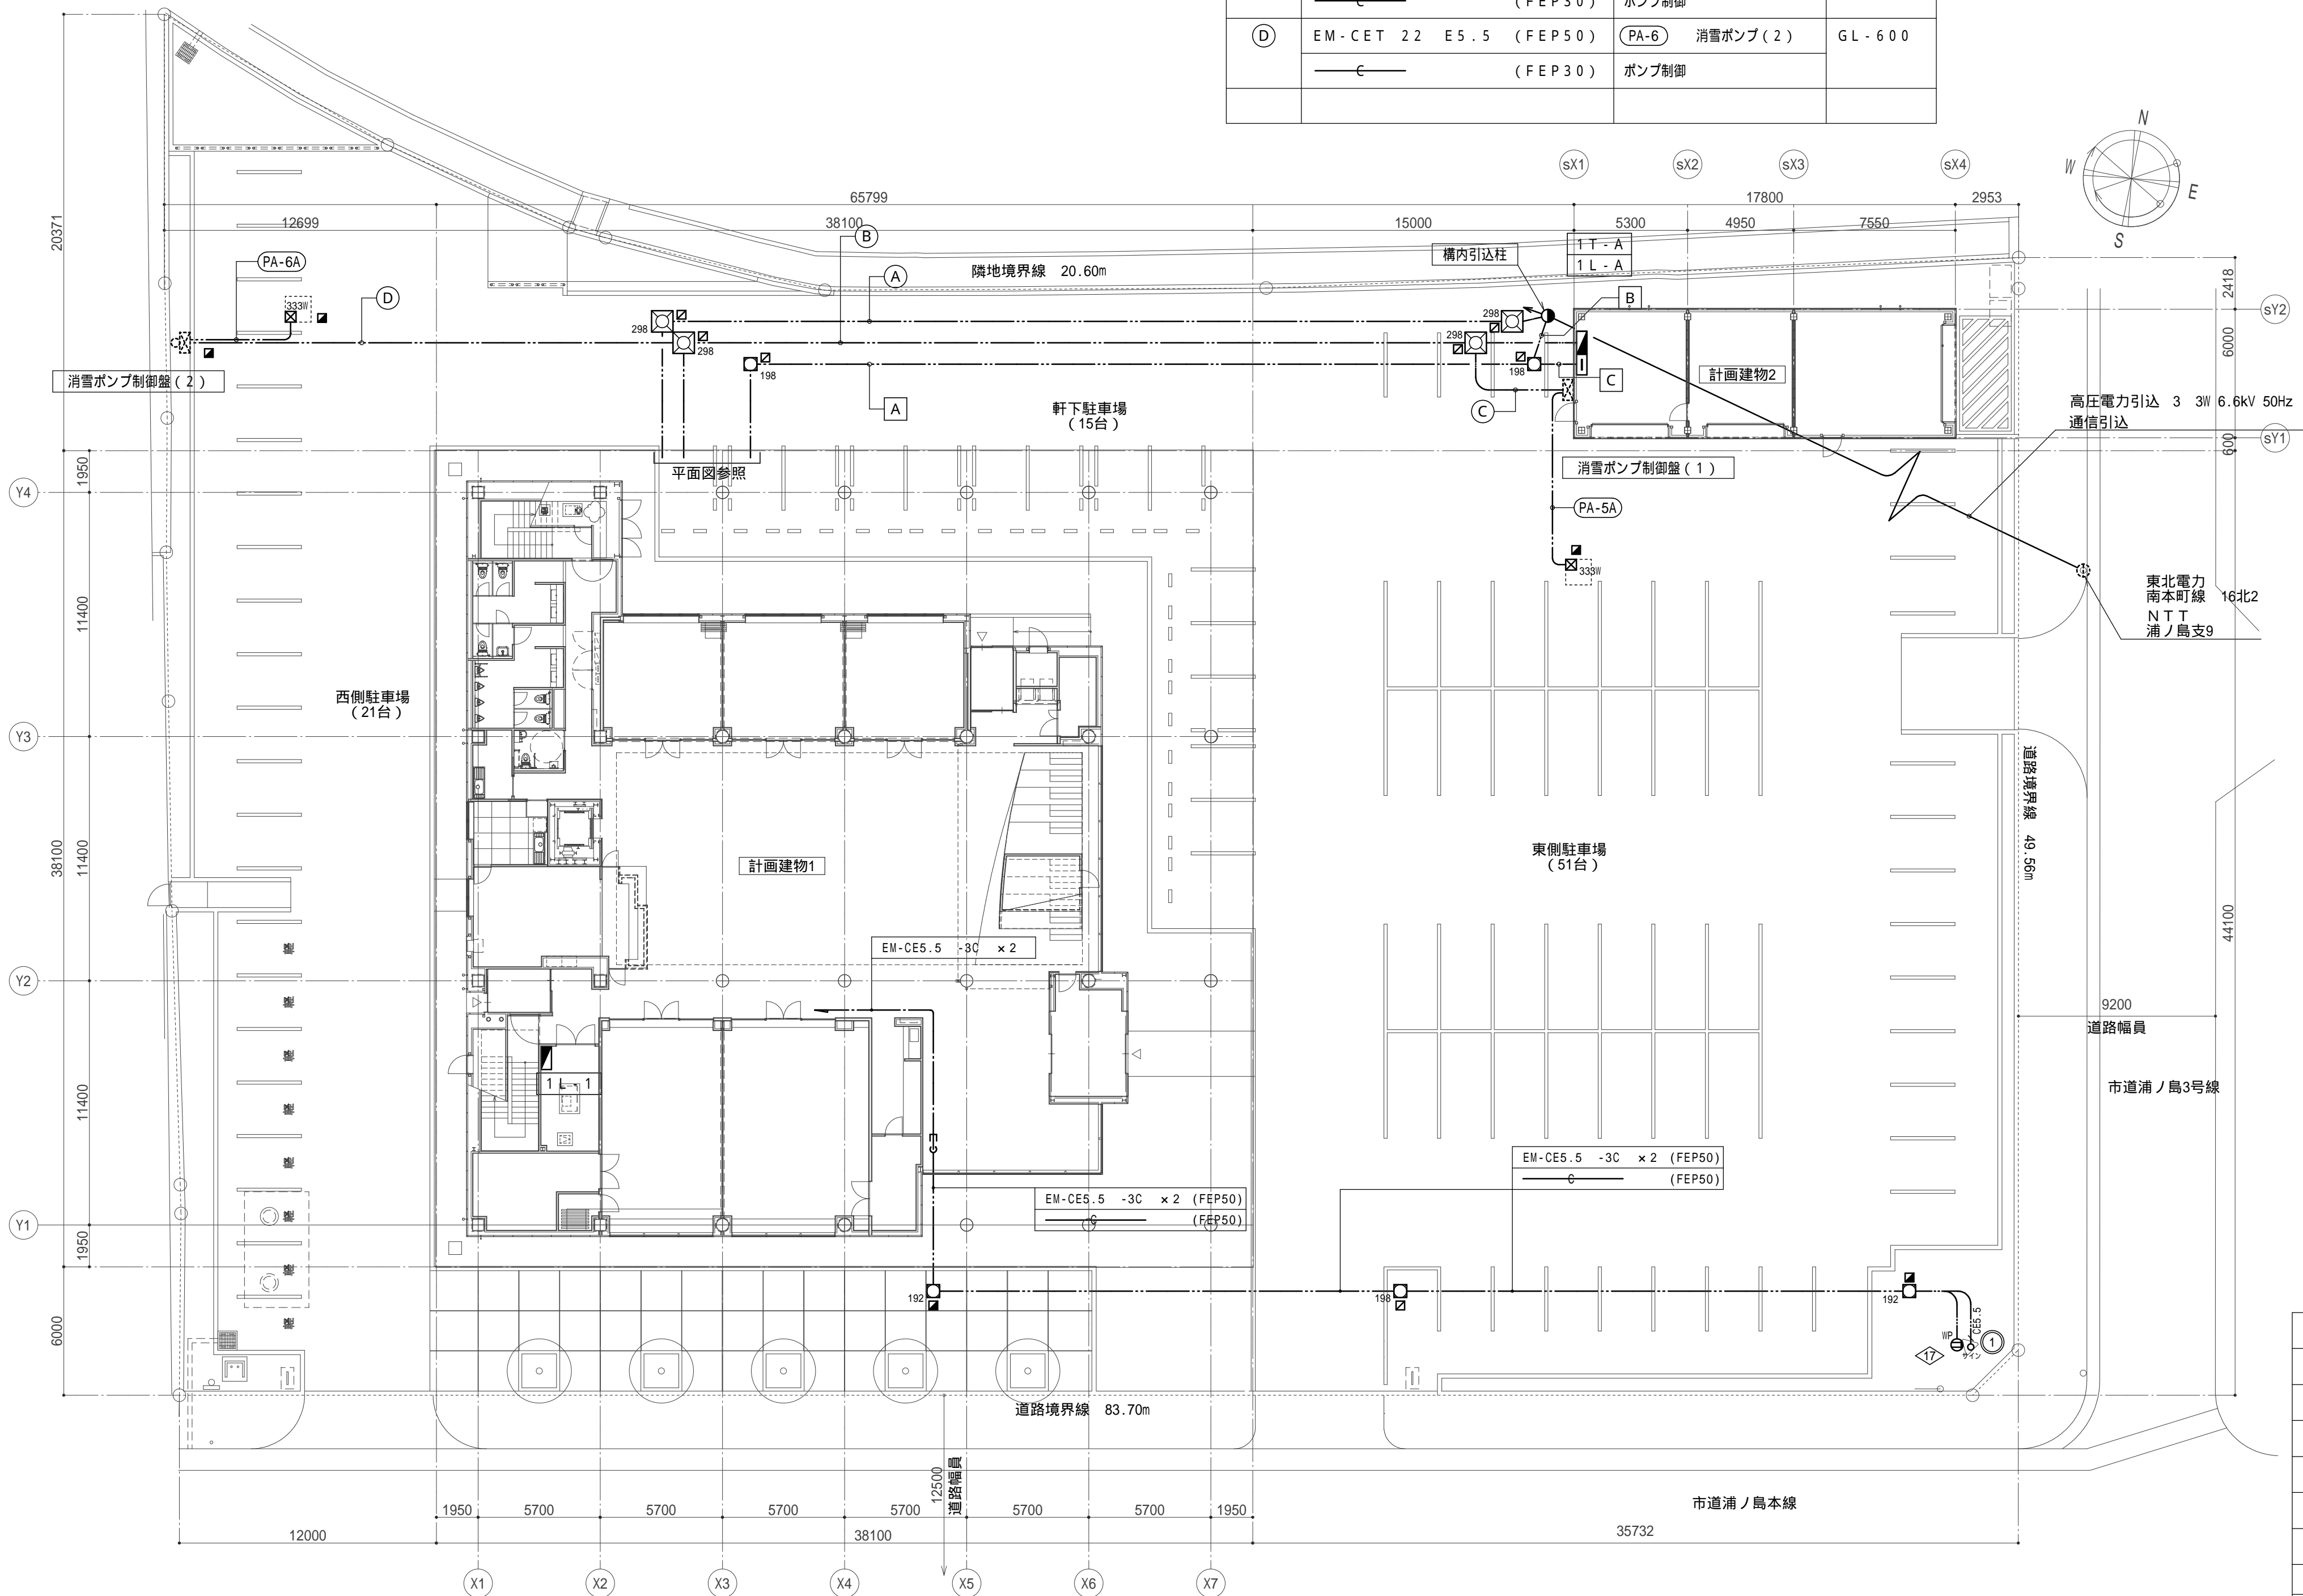 C (FEP30) ポンプ制御
D EM-CET 22 E5.5 (FEP50) PA-6 消雪ポンプ(2) GL-600
C (FEP30) ポンプ制御
N
W
E
S
sX1 sX2 sX3 sX4
65799 17800 2953
12699 38100 15000 5300 4950 7550
20371
B
A
隣地境界線 20.60m
構内引込柱
1T-A
1L-A
PA-6A
D
333W
298
298
198
298
298
198
B
2418
sY2
6000
計画建物2
消雪ポンプ制御盤(2)
A
C
C
軒下駐車場
(15台)
高圧電力引込 3 3W 6.6kV 50Hz
通信引込
sY1
600
平面図参照
消雪ポンプ制御盤(1)
1950
Y4
PA-5A
333W
東北電力
南本町線 16北2
NTT
浦ノ島支9
11400
西側駐車場
(21台)
Y3
道路境界線 49.56m
38100
11400
計画建物1
東側駐車場
(51台)
44100
EM-CE5.5 -3C ×2
Y2
9200
道路幅員
市道浦ノ島3号線
1L-1
11400
EM-CE5.5 -3C ×2 (FEP50)
C (FEP50)
EM-CE5.5 -3C ×2 (FEP50)
C (FEP50)
Y1
1950
192
198
192
6000
WP
CE5.5
サイン
1
17
道路境界線 83.70m
12500
道路幅員
市道浦ノ島本線
1950 5700 5700 5700 5700 5700 5700 1950
12000 38100 35732
X1 X2 X3 X4 X5 X6 X7